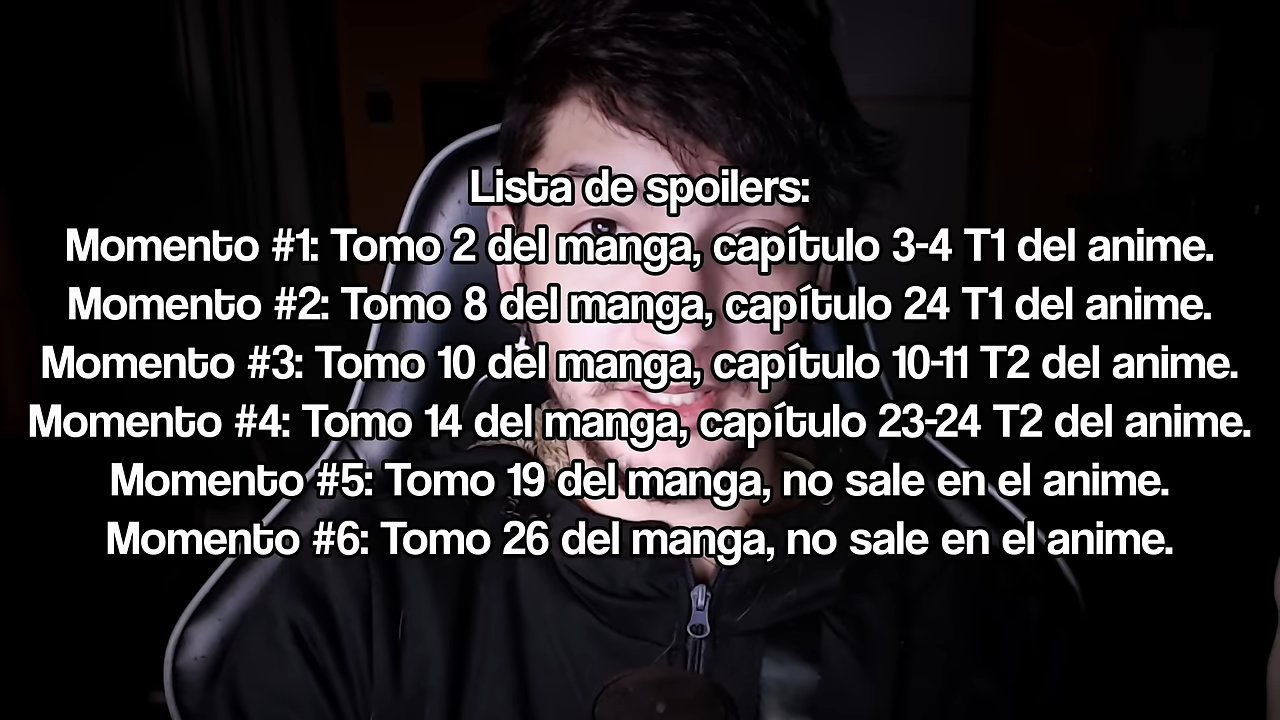 Lista de spoilers:
Momento #1: Tomo 2 del manga, capítulo 3-4 T1 del anime.
Momento #2: Tomo 8 del manga, capítulo 24 T1 del anime.
Momento #3: Tomo 10 del manga, capítulo 10-11 T2 del anime.
Momento #4: Tomo 14 del manga, capítulo 23-24 T2 del anime.
Momento #5: Tomo 19 del manga, no sale en el anime.
Momento #6: Tomo 26 del manga, no sale en el anime.